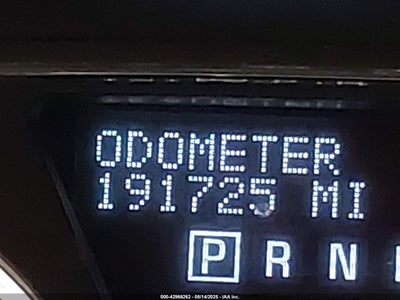 ODOMETER
191725 MI
P R N
000-42966262 - 08/14/2025 - IAA Inc.